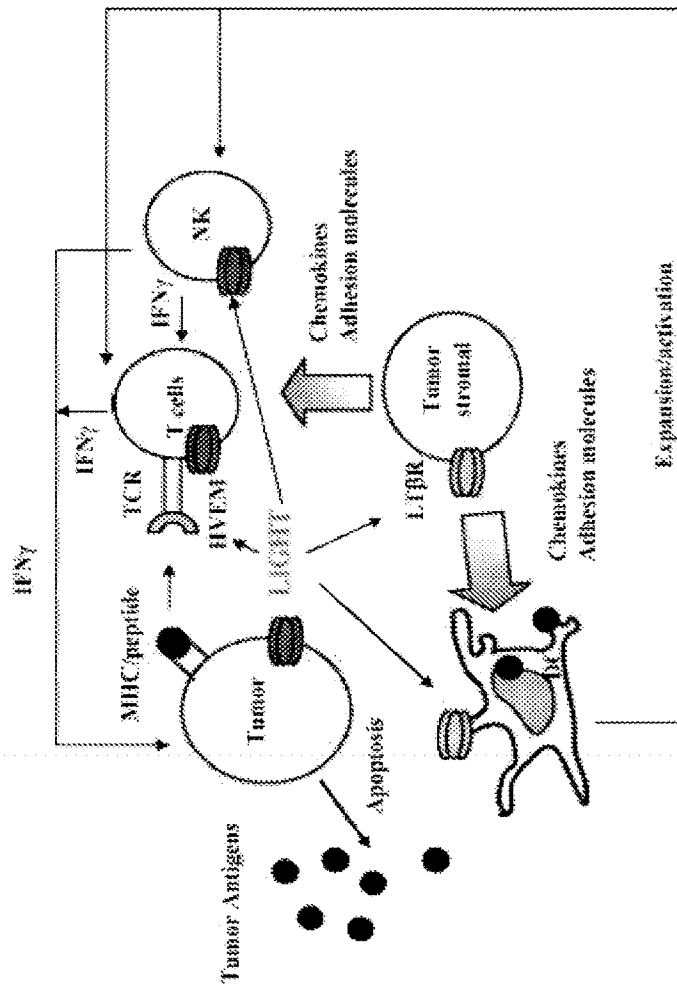 IFNγ
IFNγ
MHC/peptide
TCR
IFNγ
T cells
NK
HVEM
Tumor Antigens
Tumor
LIGHT
Chemokines
Adhesion molecules
Apoptosis
LTβR
Tumor
stromal
DC
Chemokines
Adhesion molecules
Expansion/activation